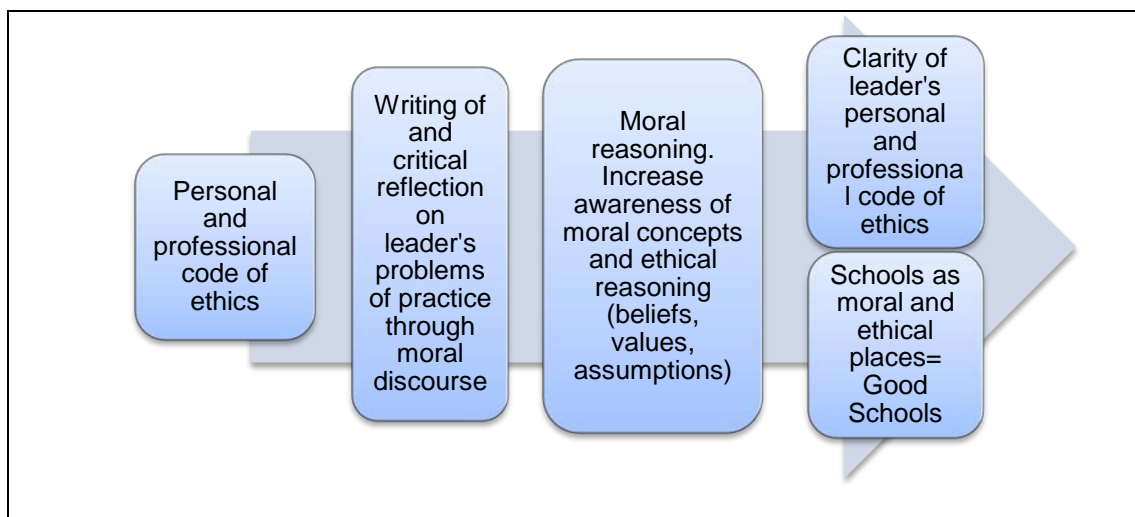 Personal
and
professional
code of
ethics
Writing of
and
critical
reflection
on
leader's
problems
of practice
through
moral
discourse
Moral
reasoning.
Increase
awareness of
moral concepts
and ethical
reasoning
(beliefs,
values,
assumptions)
Clarity of
leader's
personal
and
professiona
l code of
ethics
Schools as
moral and
ethical
places=
Good
Schools